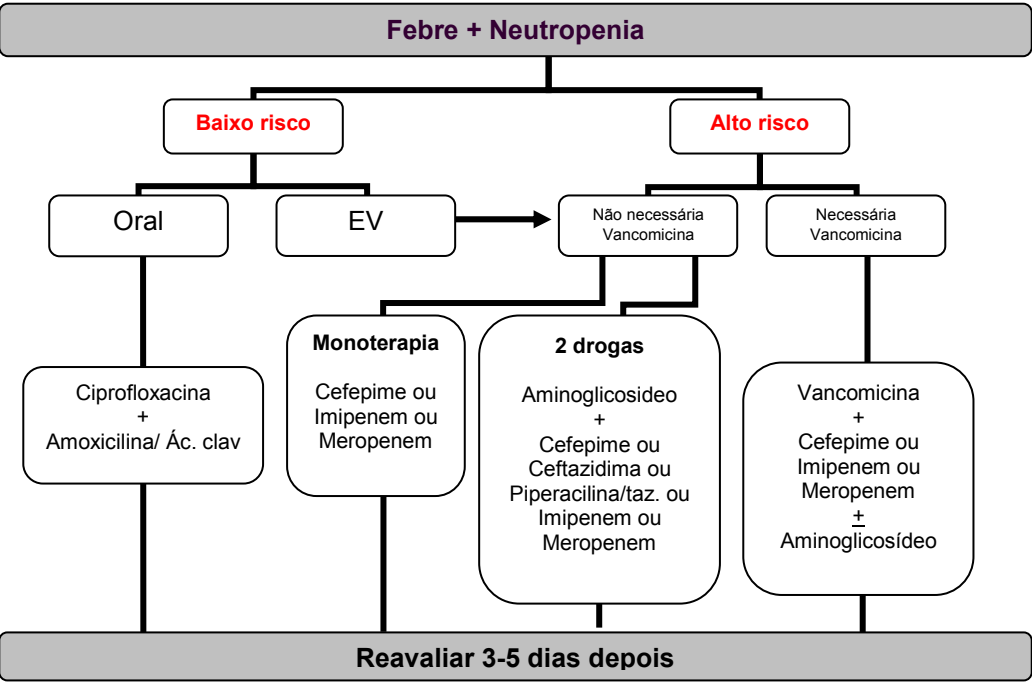 Febre + Neutropenia
Baixo risco
Alto risco
Oral
EV
Não necessária
Vancomicina
Necessária
Vancomicina
Monoterapia
Cefepime ou
Imipenem ou
Meropenem
2 drogas
Aminoglicosideo
+
Cefepime ou
Ceftazidima ou
Piperacilina/taz. ou
Imipenem ou
Meropenem
Ciprofloxacina
+
Amoxicilina/ Ác. clav
Vancomicina
+
Cefepime ou
Imipenem ou
Meropenem
±
Aminoglicosídeo
Reavaliar 3-5 dias depois